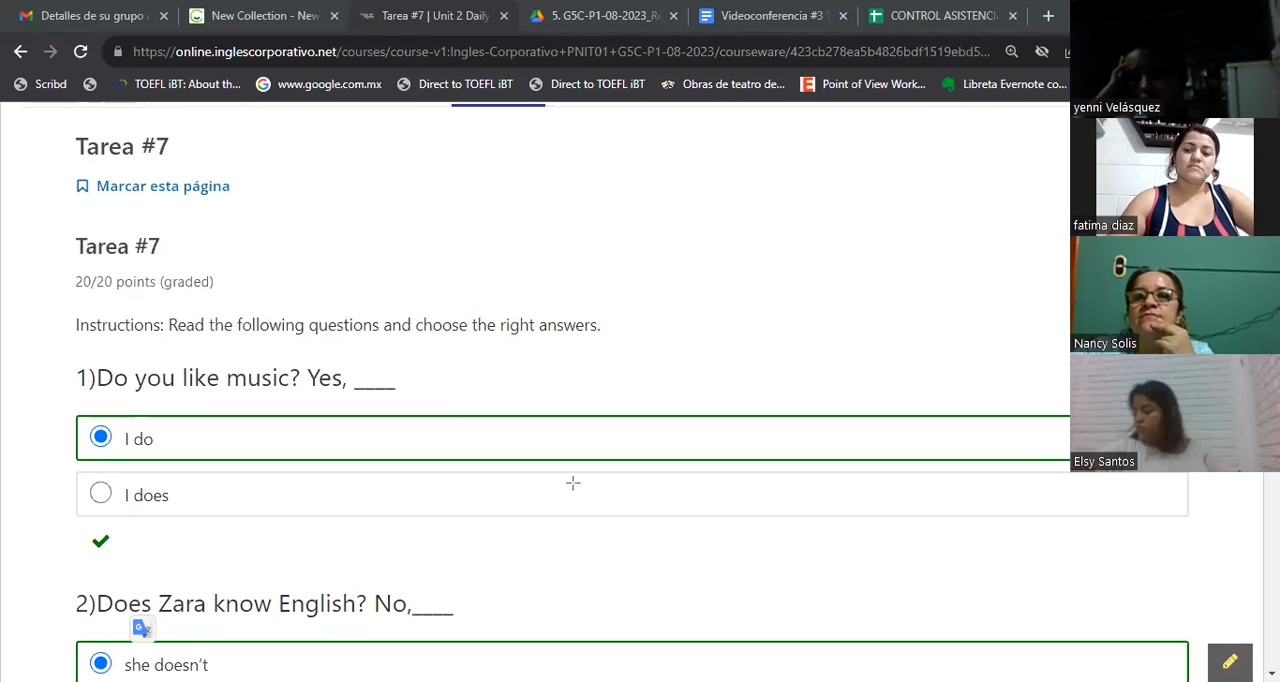 Detalles de su grupo
New Collection - New
Tarea #7 | Unit 2 Daily
5. G5C-P1-08-2023_R
Videoconferencia #3
CONTROL ASISTENCI
https://online.inglescorporativo.net/courses/course-v1:Ingles-Corporativo+PNIT01+G5C-P1-08-2023/courseware/423cb278ea5b4826bdf1519ebd5...
Scribd
TOEFL iBT: About th...
www.google.com.mx
Direct to TOEFL iBT
Direct to TOEFL iBT
Obras de teatro de...
Point of View Work...
Libreta Evernote co...
yenni Velásquez
fatima diaz
Nancy Solis
Elsy Santos
Tarea #7
Marcar esta página
Tarea #7
20/20 points (graded)
Instructions: Read the following questions and choose the right answers.
1)Do you like music? Yes, ____
I do
I does
2)Does Zara know English? No,____
she doesn't